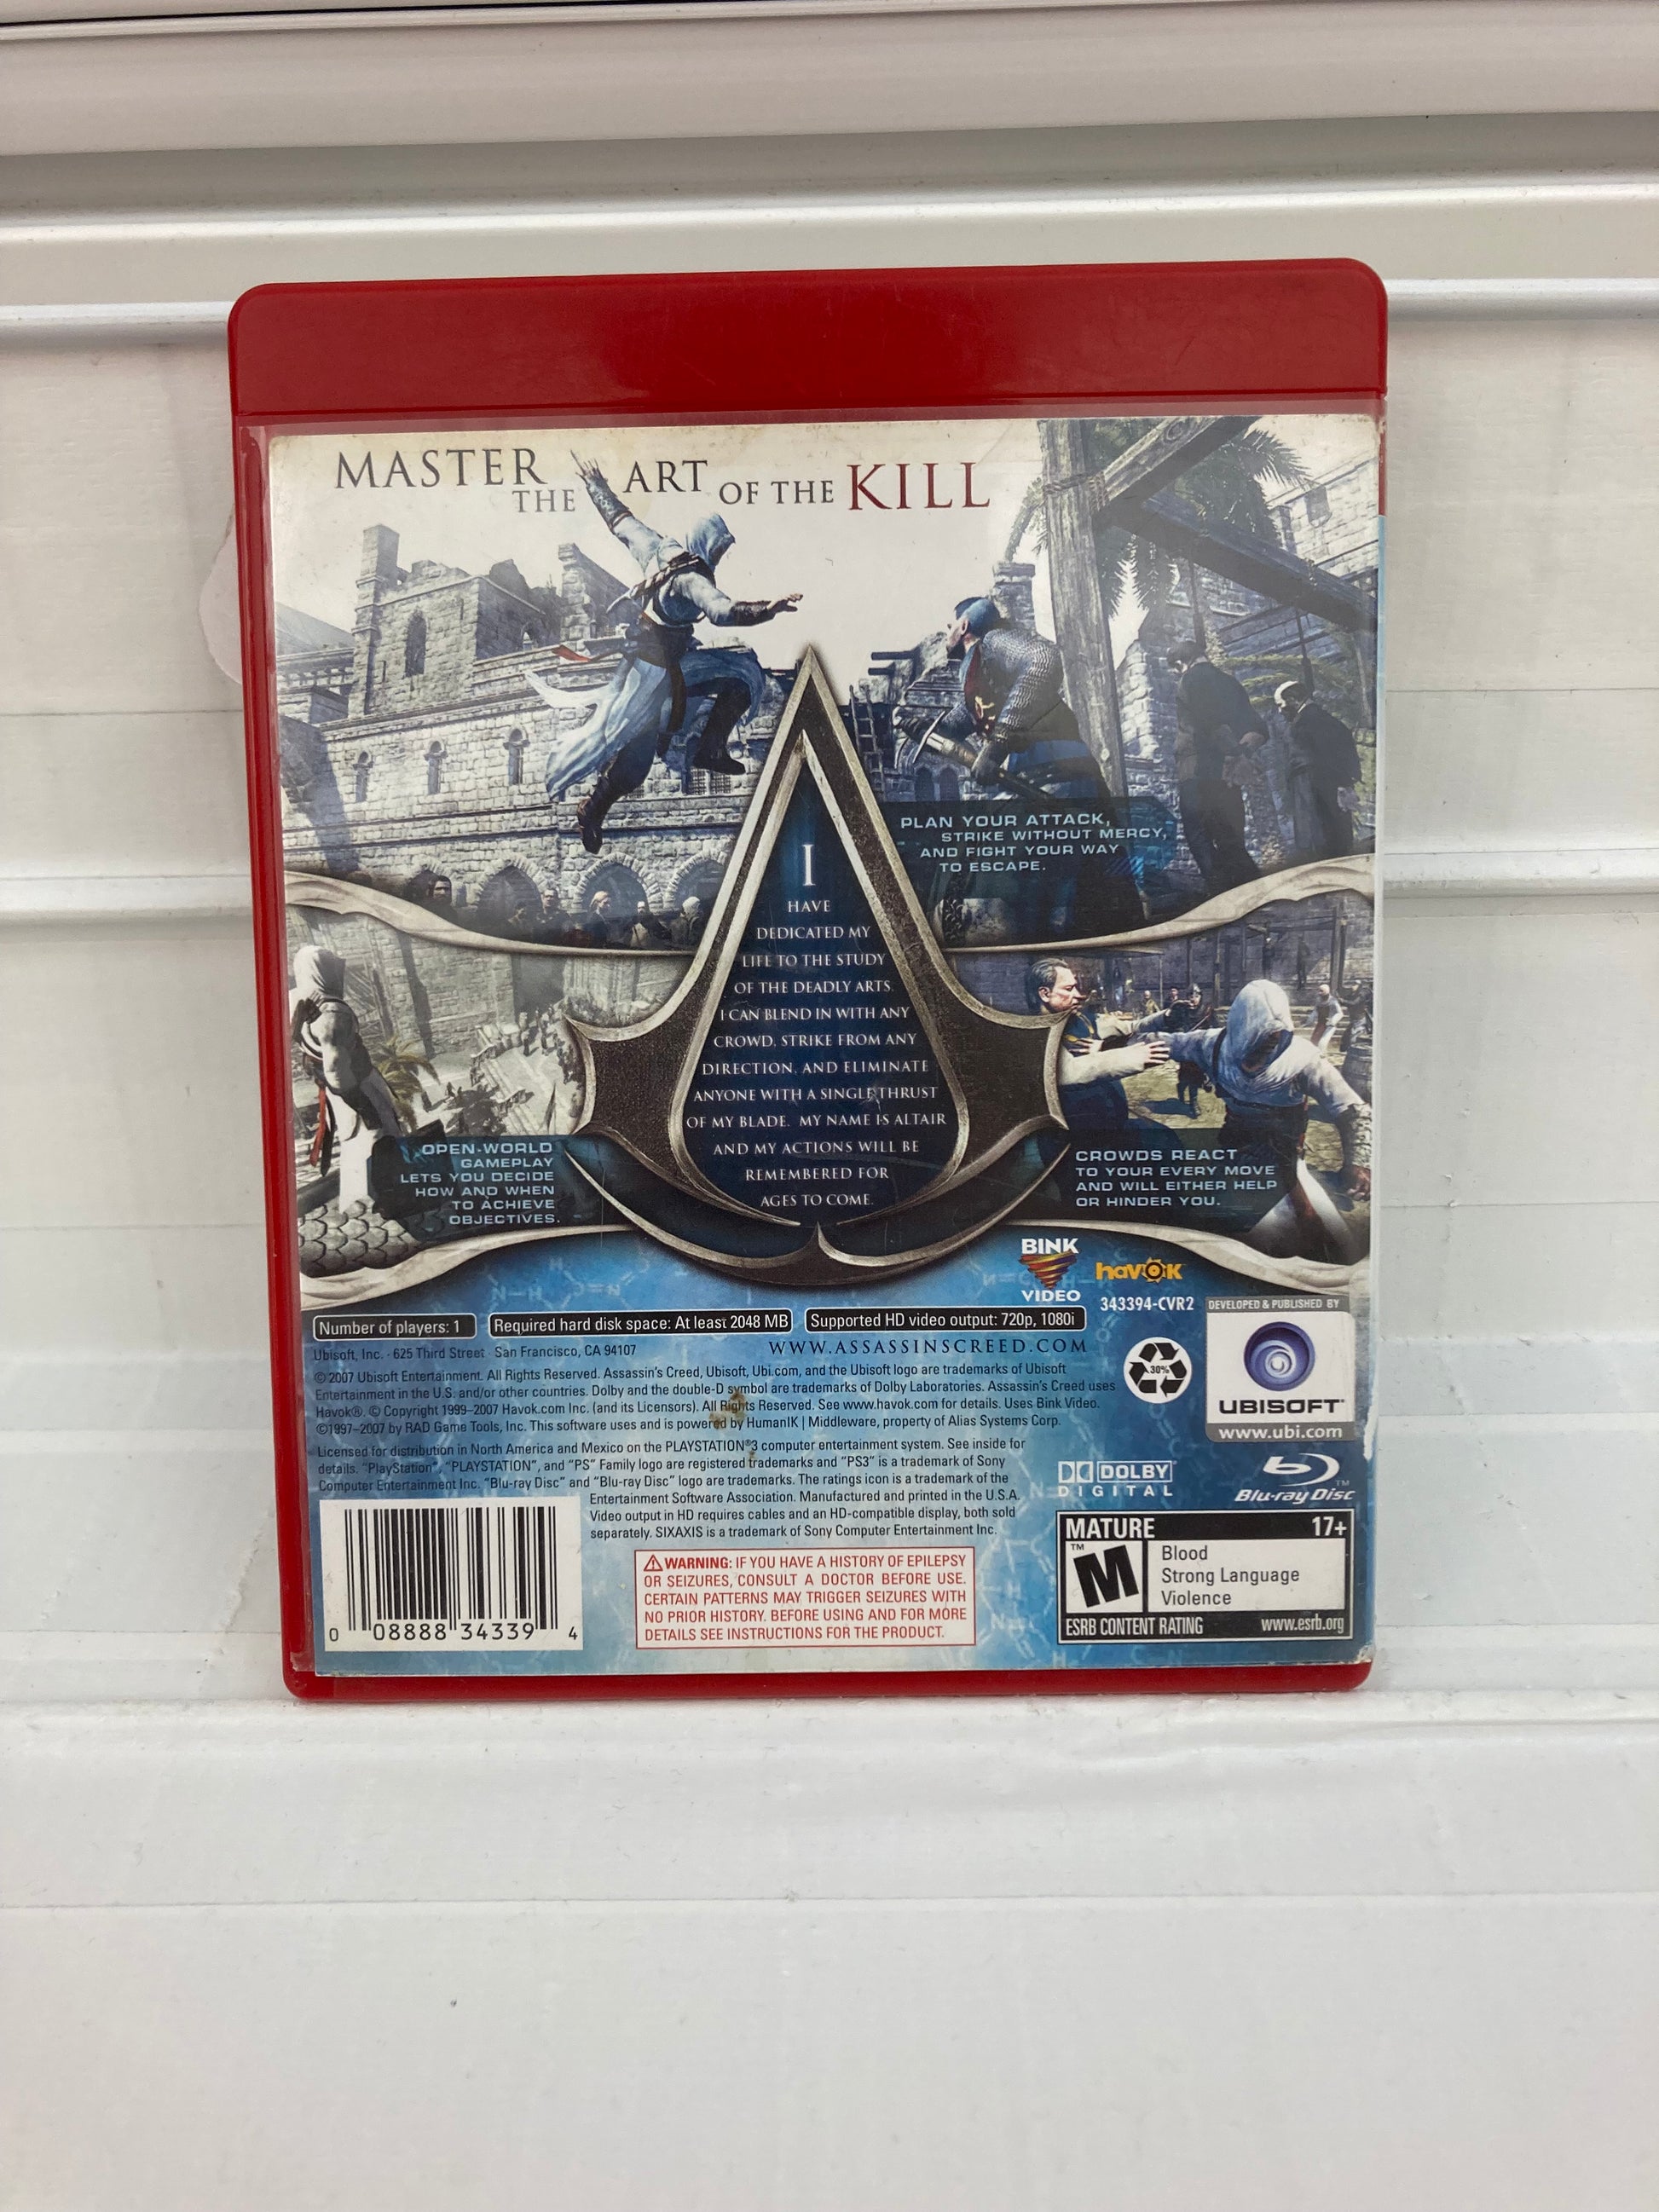 MASTER THE ART OF THE KILL
PLAN YOUR ATTACK,
STRIKE WITHOUT MERCY,
AND FIGHT YOUR WAY
TO ESCAPE.
I
HAVE
DEDICATED MY
LIFE TO THE STUDY
OF THE DEADLY ARTS.
I CAN BLEND IN WITH ANY
CROWD, STRIKE FROM ANY
DIRECTION, AND ELIMINATE
ANYONE WITH A SINGLE THRUST
OF MY BLADE. MY NAME IS ALTAIR
AND MY ACTIONS WILL BE
REMEMBERED FOR
AGES TO COME.
OPEN-WORLD
GAMEPLAY
LETS YOU DECIDE
HOW AND WHEN
TO ACHIEVE
OBJECTIVES.
CROWDS REACT
TO YOUR EVERY MOVE
AND WILL EITHER HELP
OR HINDER YOU.
BINK
VIDEO
havok
343394-CVR2
DEVELOPED & PUBLISHED BY
UBISOFT
www.ubi.com
30%
Number of players: 1
Required hard disk space: At least 2048 MB
Supported HD video output: 720p, 1080i
Ubisoft, Inc. · 625 Third Street · San Francisco, CA 94107
WWW.ASSASSINSCREED.COM
© 2007 Ubisoft Entertainment. All Rights Reserved. Assassin's Creed, Ubisoft, Ubi.com, and the Ubisoft logo are trademarks of Ubisoft
Entertainment in the U.S. and/or other countries. Dolby and the double-D symbol are trademarks of Dolby Laboratories. Assassin's Creed uses
Havok®. © Copyright 1999–2007 Havok.com Inc. (and its Licensors). All Rights Reserved. See www.havok.com for details. Uses Bink Video.
©1997–2007 by RAD Game Tools, Inc. This software uses and is powered by HumanIK | Middleware, property of Alias Systems Corp.
Licensed for distribution in North America and Mexico on the PLAYSTATION®3 computer entertainment system. See inside for
details. "PlayStation", "PLAYSTATION", and "PS" Family logo are registered trademarks and "PS3" is a trademark of Sony
Computer Entertainment Inc. "Blu-ray Disc" and "Blu-ray Disc" logo are trademarks. The ratings icon is a trademark of the
Entertainment Software Association. Manufactured and printed in the U.S.A.
Video output in HD requires cables and an HD-compatible display, both sold
separately. SIXAXIS is a trademark of Sony Computer Entertainment Inc.
DOLBY
DIGITAL
Blu-ray Disc™
0 08888 34339 4
WARNING: IF YOU HAVE A HISTORY OF EPILEPSY
OR SEIZURES, CONSULT A DOCTOR BEFORE USE.
CERTAIN PATTERNS MAY TRIGGER SEIZURES WITH
NO PRIOR HISTORY. BEFORE USING AND FOR MORE
DETAILS SEE INSTRUCTIONS FOR THE PRODUCT.
MATURE 17+
M™
Blood
Strong Language
Violence
ESRB CONTENT RATING www.esrb.org